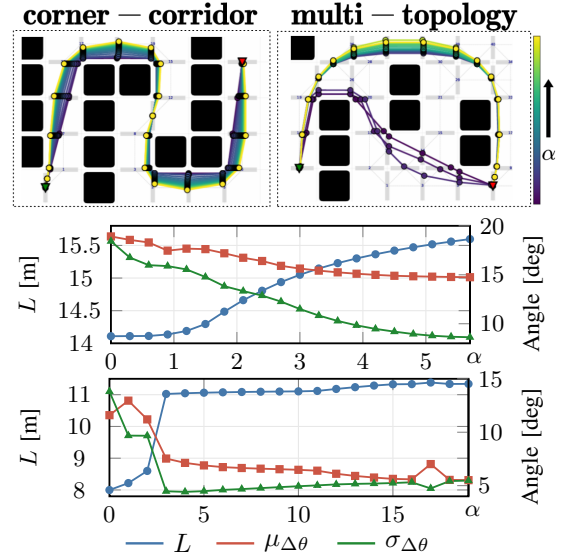 corner − corridor
multi − topology
α
15.5
15
14.5
14
L [m]
20
15
10
Angle [deg]
0 1 2 3 4 5 α
11
10
9
8
L [m]
15
10
5
Angle [deg]
0 5 10 15 α
L μΔθ σΔθ